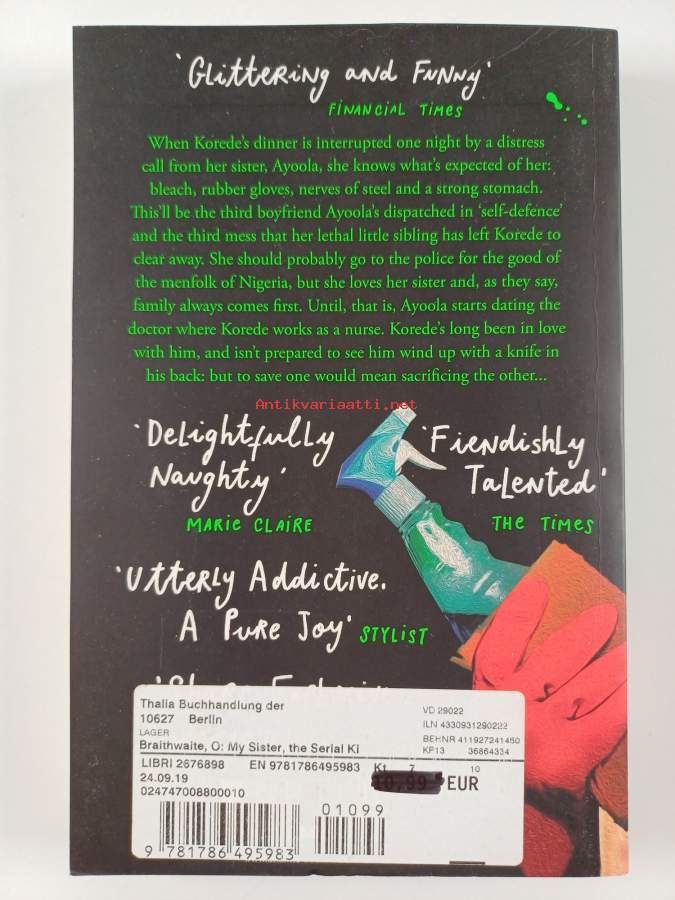 'Glittering and Funny'
Financial Times
When Korede's dinner is interrupted one night by a distress
call from her sister, Ayoola, she knows what's expected of her:
bleach, rubber gloves, nerves of steel and a strong stomach.
This'll be the third boyfriend Ayoola's dispatched in 'self-defence'
and the third mess that her lethal little sibling has left Korede to
clear away. She should probably go to the police for the good of
the menfolk of Nigeria, but she loves her sister and, as they say,
family always comes first. Until, that is, Ayoola starts dating the
doctor where Korede works as a nurse. Korede's long been in love
with him, and isn't prepared to see him wind up with a knife in
his back: but to save one would mean sacrificing the other...
Antikvariaatti.net
'Delightfully
Naughty'
Marie Claire
'Fiendishly
Talented'
The Times
'Utterly Addictive.
A Pure Joy'
Stylist
Thalia Buchhandlung der
10627 Berlin
LAGER
VD 29022
ILN 4330931290222
BEHNR 411927241450
KP13 36864334
Braithwaite, O: My Sister, the Serial Ki
LIBRI 2676898 EN 9781786495983 Kt 7 10
24.09.19
EUR
024747008800010
01099
9 781786 495983